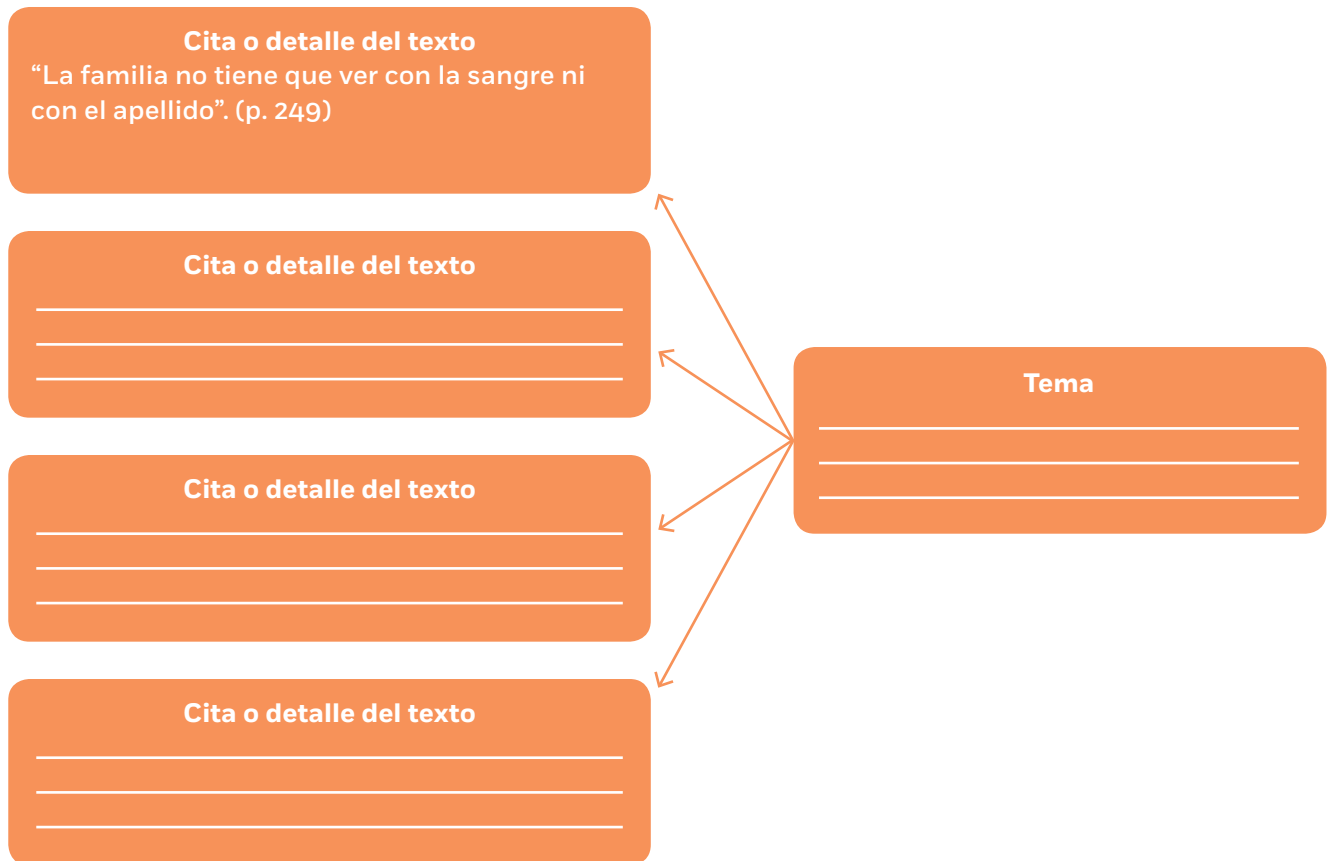 Cita o detalle del texto
“La familia no tiene que ver con la sangre ni
con el apellido”. (p. 249)
Cita o detalle del texto
Cita o detalle del texto
Cita o detalle del texto
Tema